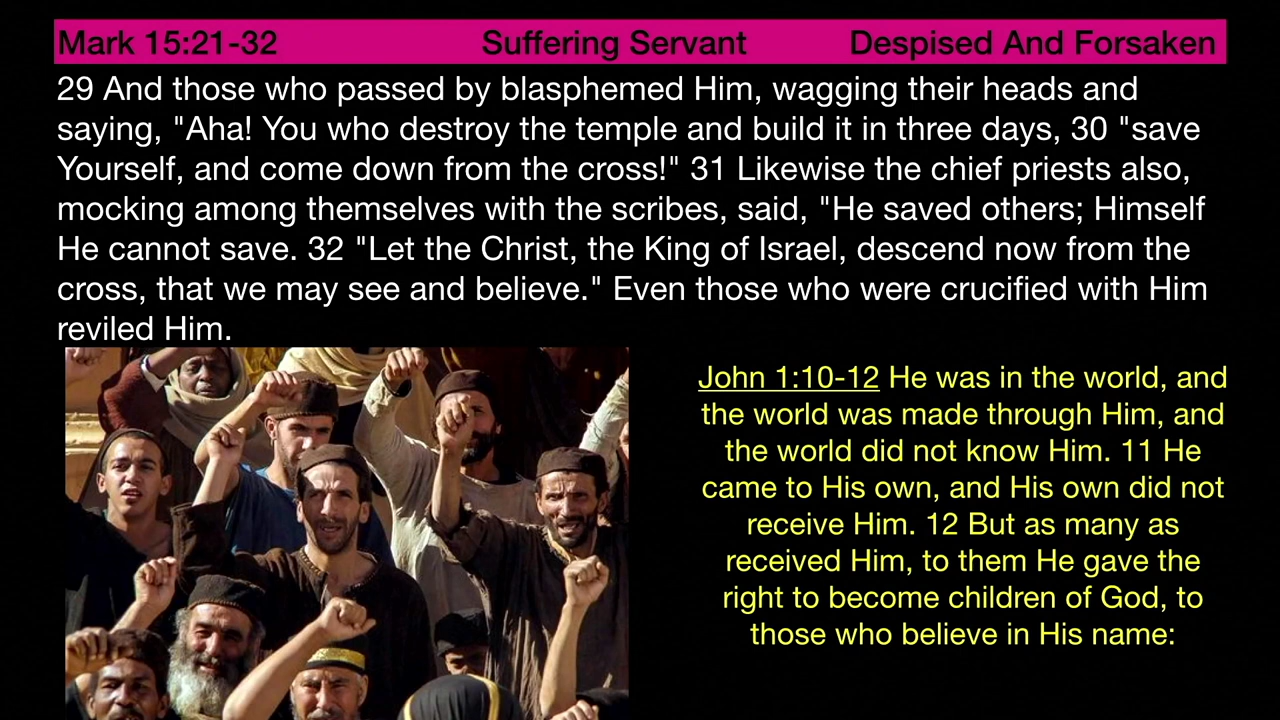 Mark 15:21-32 Suffering Servant Despised And Forsaken
29 And those who passed by blasphemed Him, wagging their heads and
saying, "Aha! You who destroy the temple and build it in three days, 30 "save
Yourself, and come down from the cross!" 31 Likewise the chief priests also,
mocking among themselves with the scribes, said, "He saved others; Himself
He cannot save. 32 "Let the Christ, the King of Israel, descend now from the
cross, that we may see and believe." Even those who were crucified with Him
reviled Him.
John 1:10-12 He was in the world, and
the world was made through Him, and
the world did not know Him. 11 He
came to His own, and His own did not
receive Him. 12 But as many as
received Him, to them He gave the
right to become children of God, to
those who believe in His name: